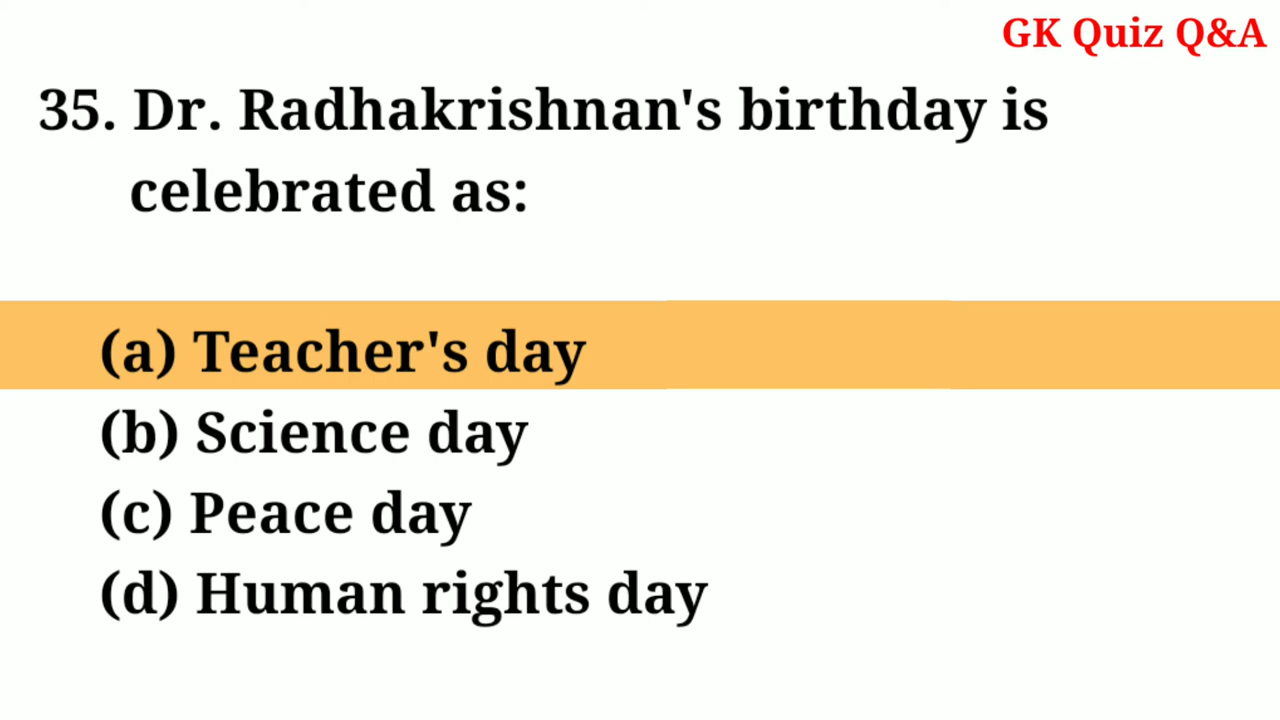 GK Quiz Q&A
35. Dr. Radhakrishnan's birthday is
celebrated as:
(a) Teacher's day
(b) Science day
(c) Peace day
(d) Human rights day